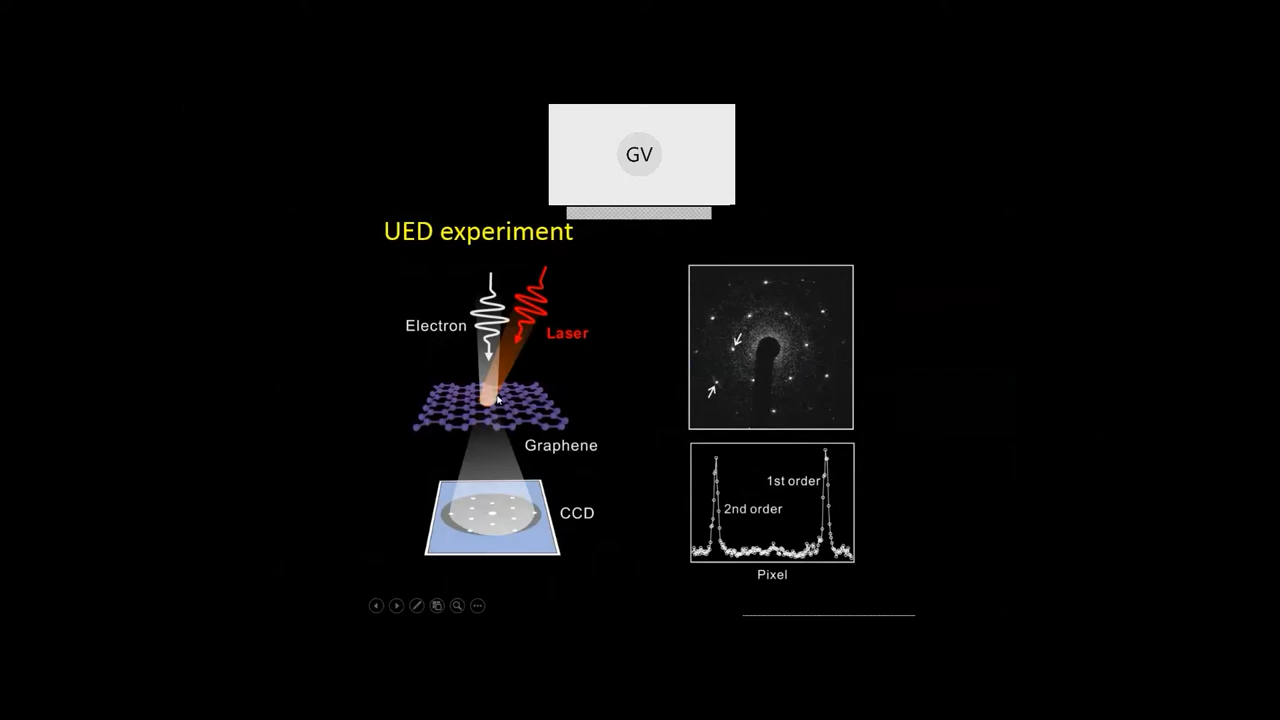 GV
UED experiment
Electron
Laser
Graphene
CCD
1st order
2nd order
Pixel